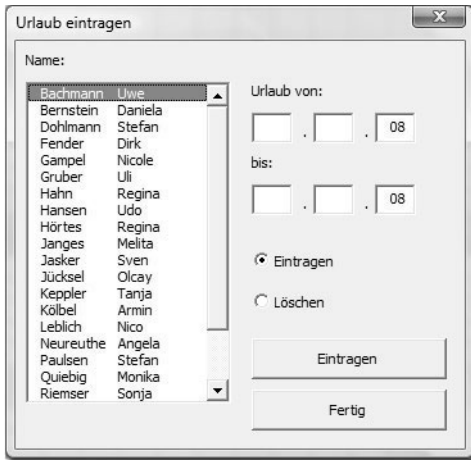 Urlaub eintragen
Name:
Bachmann Uwe
Bernstein Daniela
Dohlmann Stefan
Fender Dirk
Gampel Nicole
Gruber Uli
Hahn Regina
Hansen Udo
Hörtes Regina
Janges Melita
Jasker Sven
Jücksel Olcay
Keppler Tanja
Kölbel Armin
Leblich Nico
Neureuthe Angela
Paulsen Stefan
Quiebig Monika
Riemser Sonja
Urlaub von:
. . 08
bis:
. . 08
Eintragen
Löschen
Eintragen
Fertig